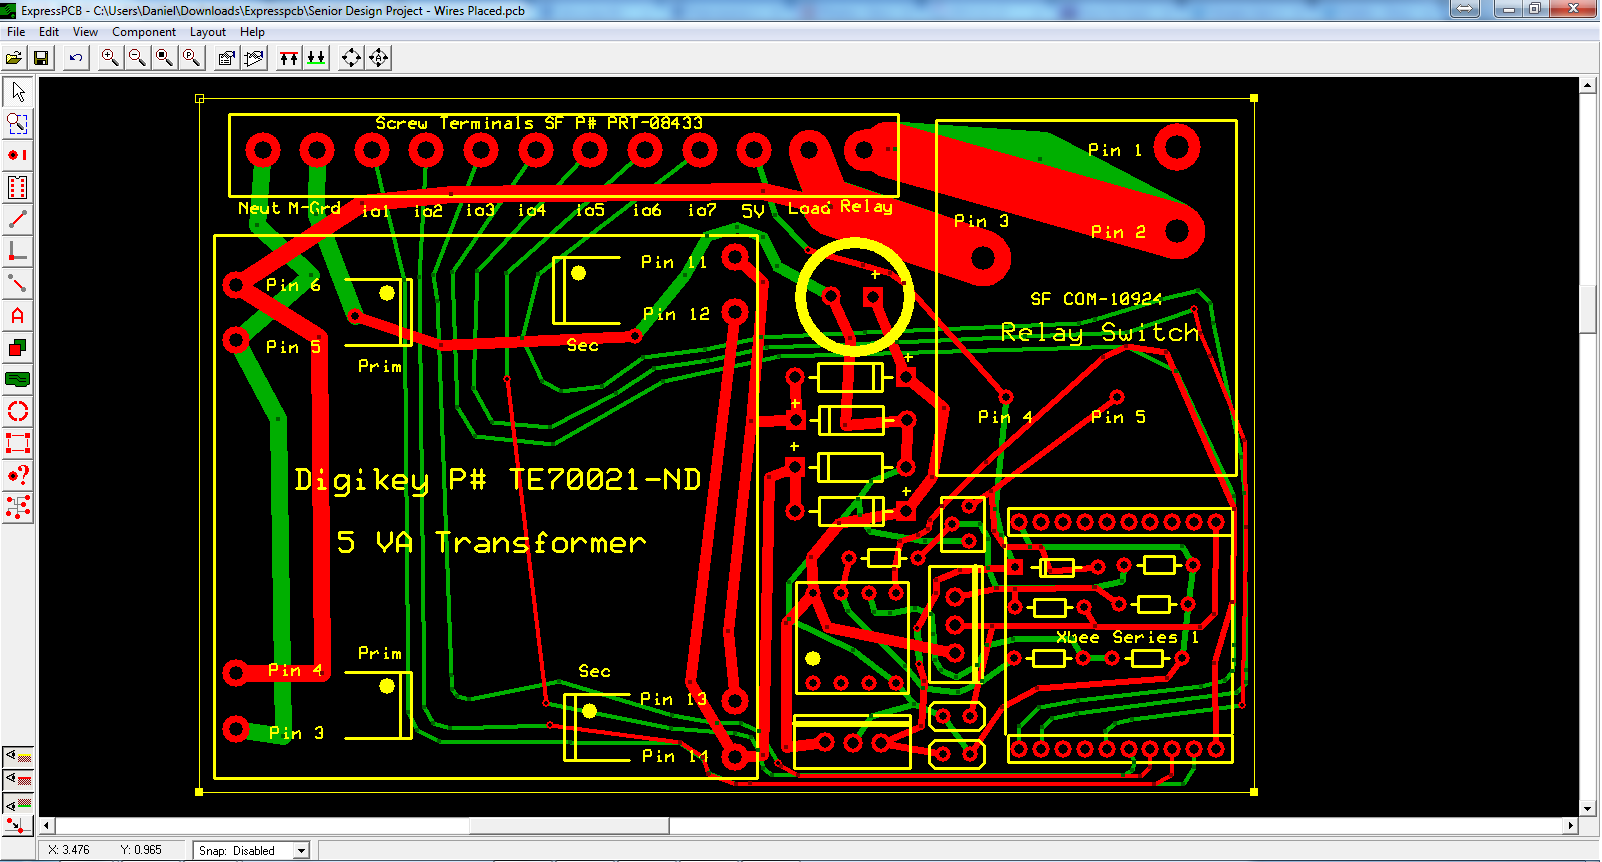 ExpressPCB - C:\Users\Daniel\Downloads\Expresspcb\Senior Design Project - Wires Placed.pcb
File Edit View Component Layout Help
Screw Terminals SF P# PRT-08433
Pin 1
Neut M-Grd io1 io2 io3 io4 io5 io6 io7 5V Load Relay
Pin 3
Pin 2
Pin 6
Pin 11
+
SF COM-10924
Pin 12
Relay Switch
Pin 5
Sec
Prim
+
+
Pin 4
Pin 5
+
Digikey P# TE70021-ND
+
5 VA Transformer
Xbee Series 1
Prim
Pin 4
Sec
Pin 13
Pin 3
Pin 14
X: 3.476 Y: 0.965 Snap: Disabled